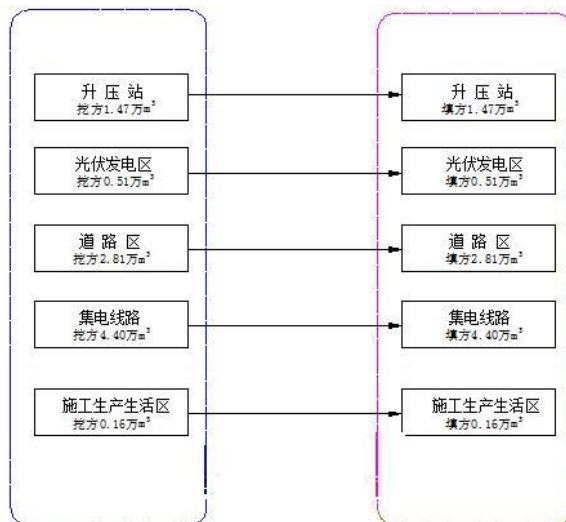 升 压 站
挖方1.47万m³
升 压 站
填方1.47万m³
光伏发电区
挖方0.51万m³
光伏发电区
填方0.51万m³
道 路 区
挖方2.81万m³
道 路 区
填方2.81万m³
集电线路
挖方4.40万m³
集电线路
填方4.40万m³
施工生产生活区
挖方0.16万m³
施工生产生活区
填方0.16万m³